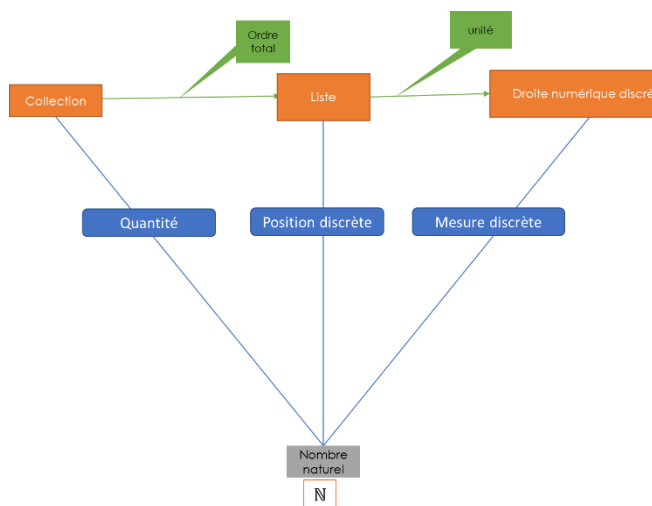 Ordre
total
unité
Collection
Liste
Droite numérique discrè
Quantité
Position discrète
Mesure discrète
Nombre
naturel
ℕ